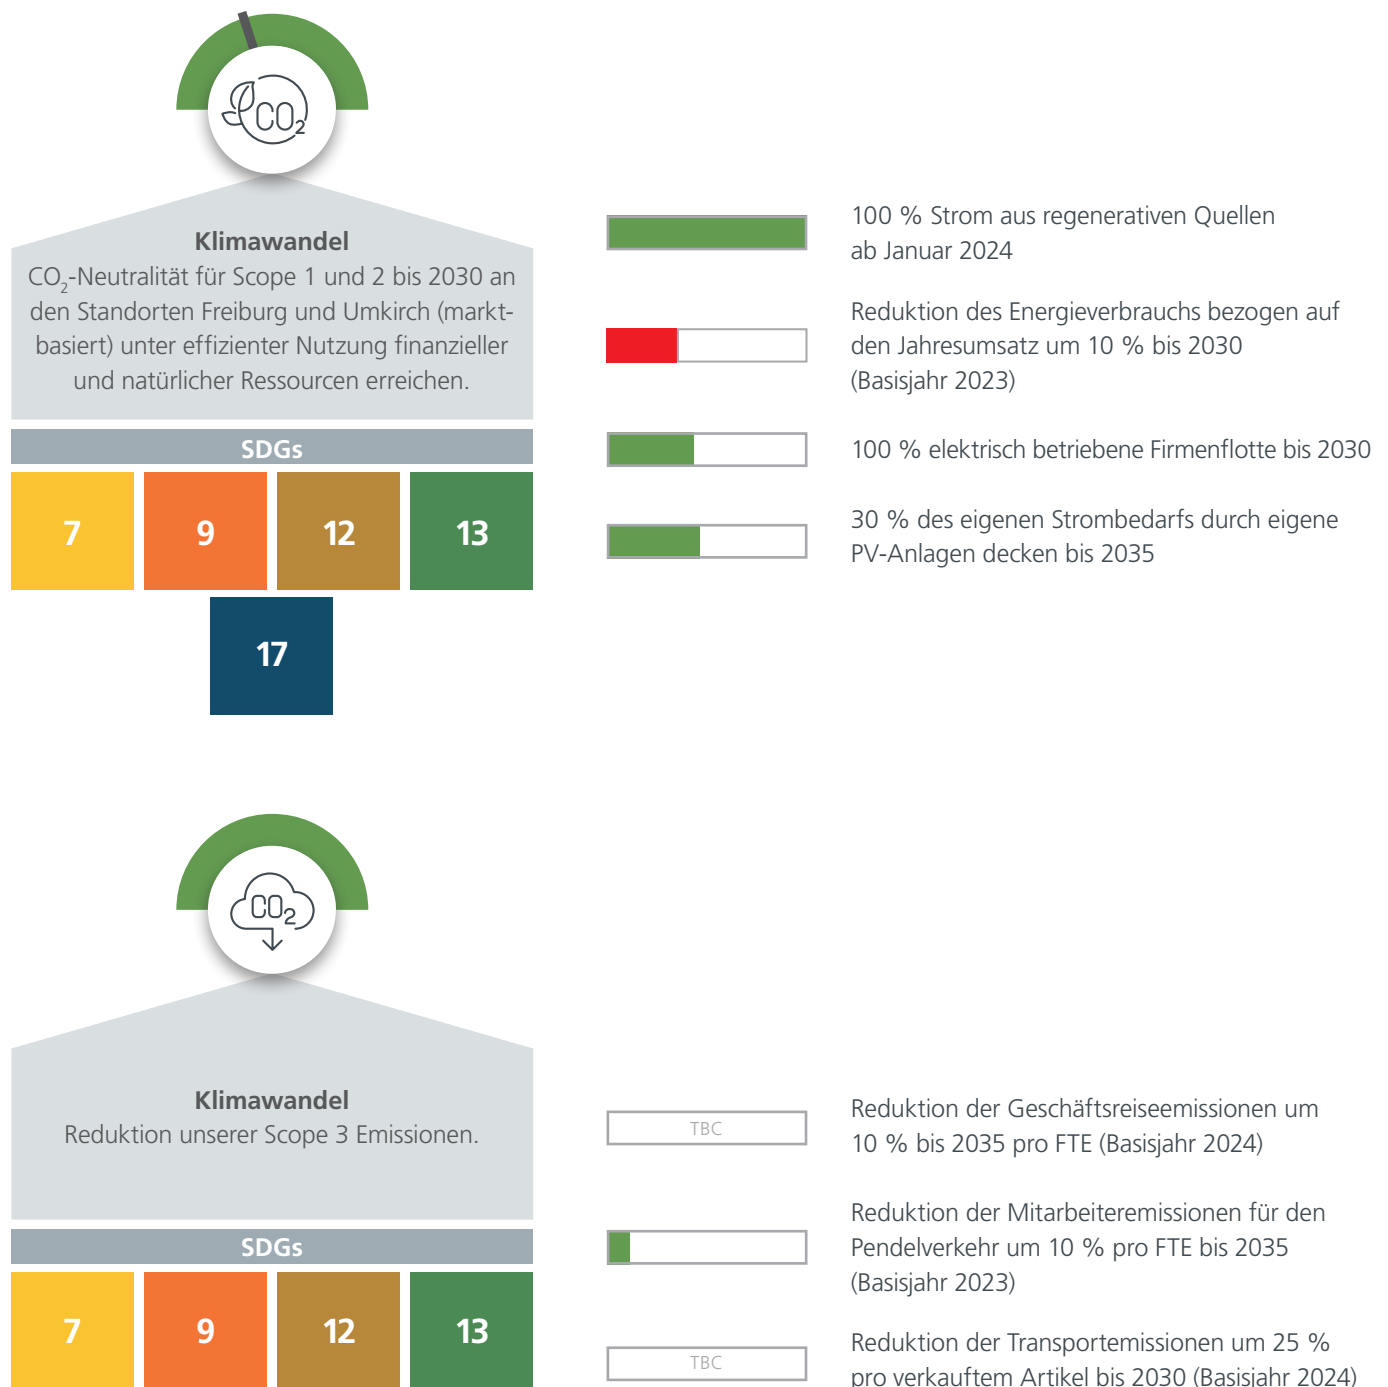 CO2
Klimawandel
CO2-Neutralität für Scope 1 und 2 bis 2030 an
den Standorten Freiburg und Umkirch (markt-
basiert) unter effizienter Nutzung finanzieller
und natürlicher Ressourcen erreichen.
SDGs
7 9 12 13
17
100 % Strom aus regenerativen Quellen
ab Januar 2024
Reduktion des Energieverbrauchs bezogen auf
den Jahresumsatz um 10 % bis 2030
(Basisjahr 2023)
100 % elektrisch betriebene Firmenflotte bis 2030
30 % des eigenen Strombedarfs durch eigene
PV-Anlagen decken bis 2035
CO2
Klimawandel
Reduktion unserer Scope 3 Emissionen.
SDGs
7 9 12 13
TBC
Reduktion der Geschäftsreiseemissionen um
10 % bis 2035 pro FTE (Basisjahr 2024)
Reduktion der Mitarbeiteremissionen für den
Pendelverkehr um 10 % pro FTE bis 2035
(Basisjahr 2023)
TBC
Reduktion der Transportemissionen um 25 %
pro verkauftem Artikel bis 2030 (Basisjahr 2024)